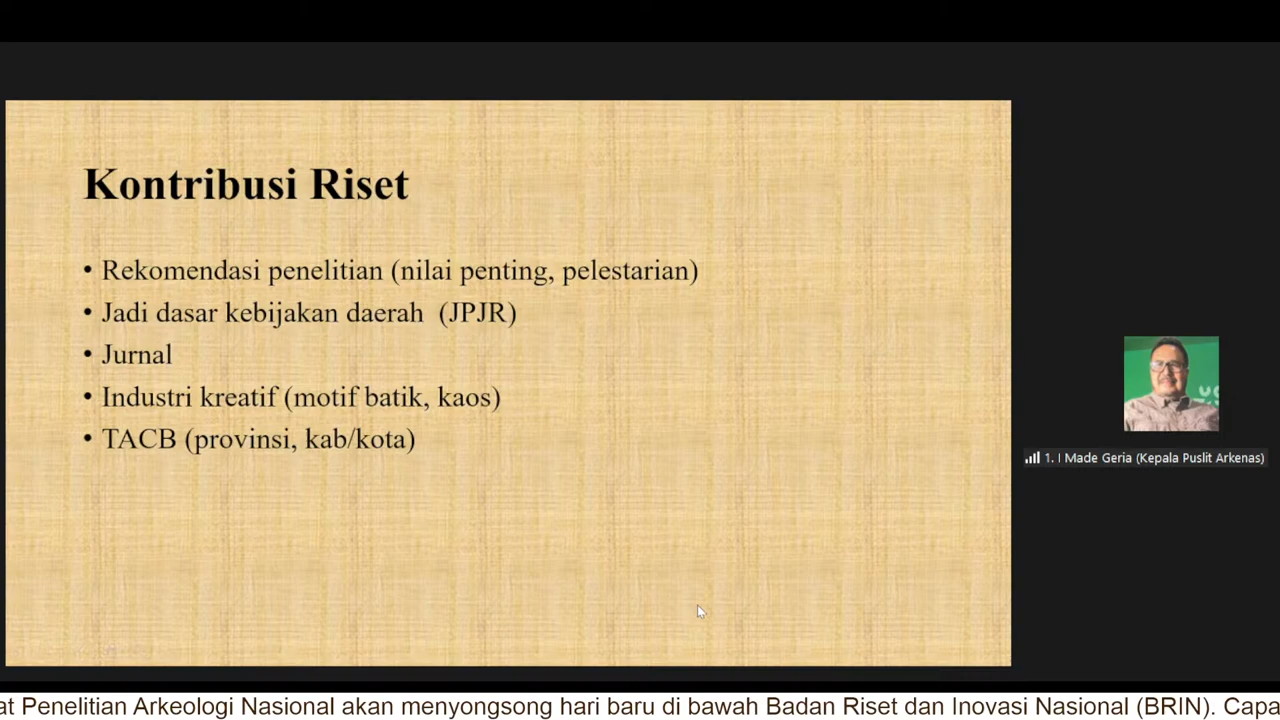 Kontribusi Riset
• Rekomendasi penelitian (nilai penting, pelestarian)
• Jadi dasar kebijakan daerah (JPJR)
• Jurnal
• Industri kreatif (motif batik, kaos)
• TACB (provinsi, kab/kota)
1. I Made Geria (Kepala Puslit Arkenas)
at Penelitian Arkeologi Nasional akan menyongsong hari baru di bawah Badan Riset dan Inovasi Nasional (BRIN). Capa